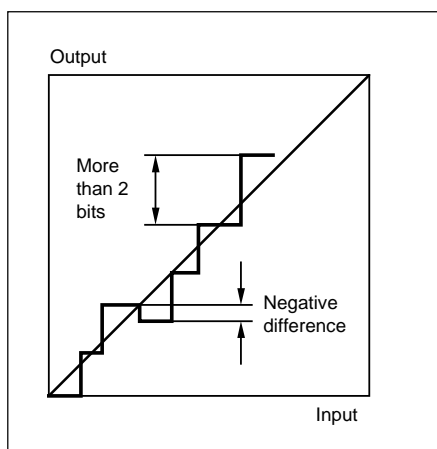 Output
More
than 2
bits
Negative
difference
Input